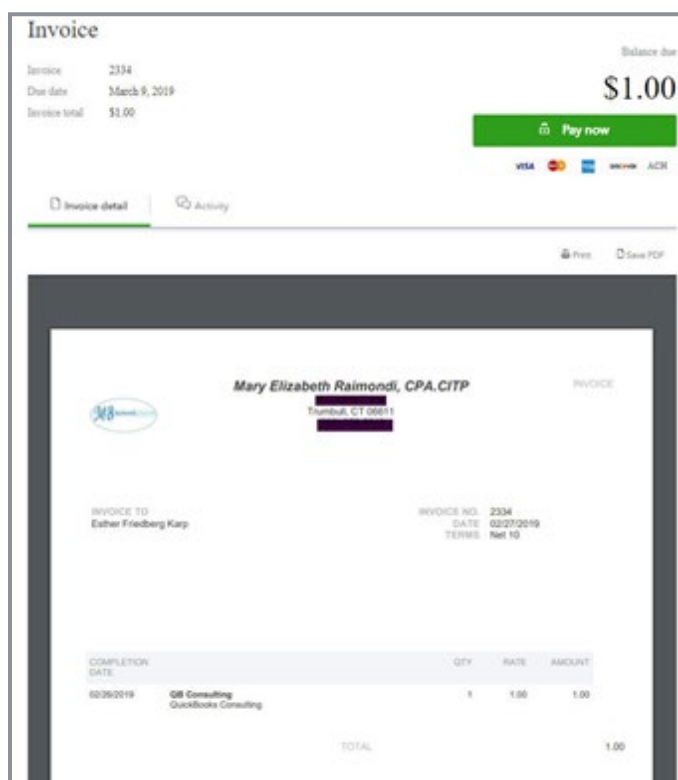 Invoice
Balance due
Invoice 2334
$1.00
Due date March 9, 2019
Invoice total $1.00
Pay now
VISA DISCOVER ACH
Invoice detail Activity
Print Save PDF
Mary Elizabeth Raimondi, CPA.CITP
INVOICE
Trumbull, CT 06611
INVOICE TO
Esther Friedberg Karp
INVOICE NO. 2334
DATE 02/27/2019
TERMS Net 10
COMPLETION DATE QTY RATE AMOUNT
02/26/2019 QB Consulting 1 1.00 1.00
QuickBooks Consulting
TOTAL 1.00